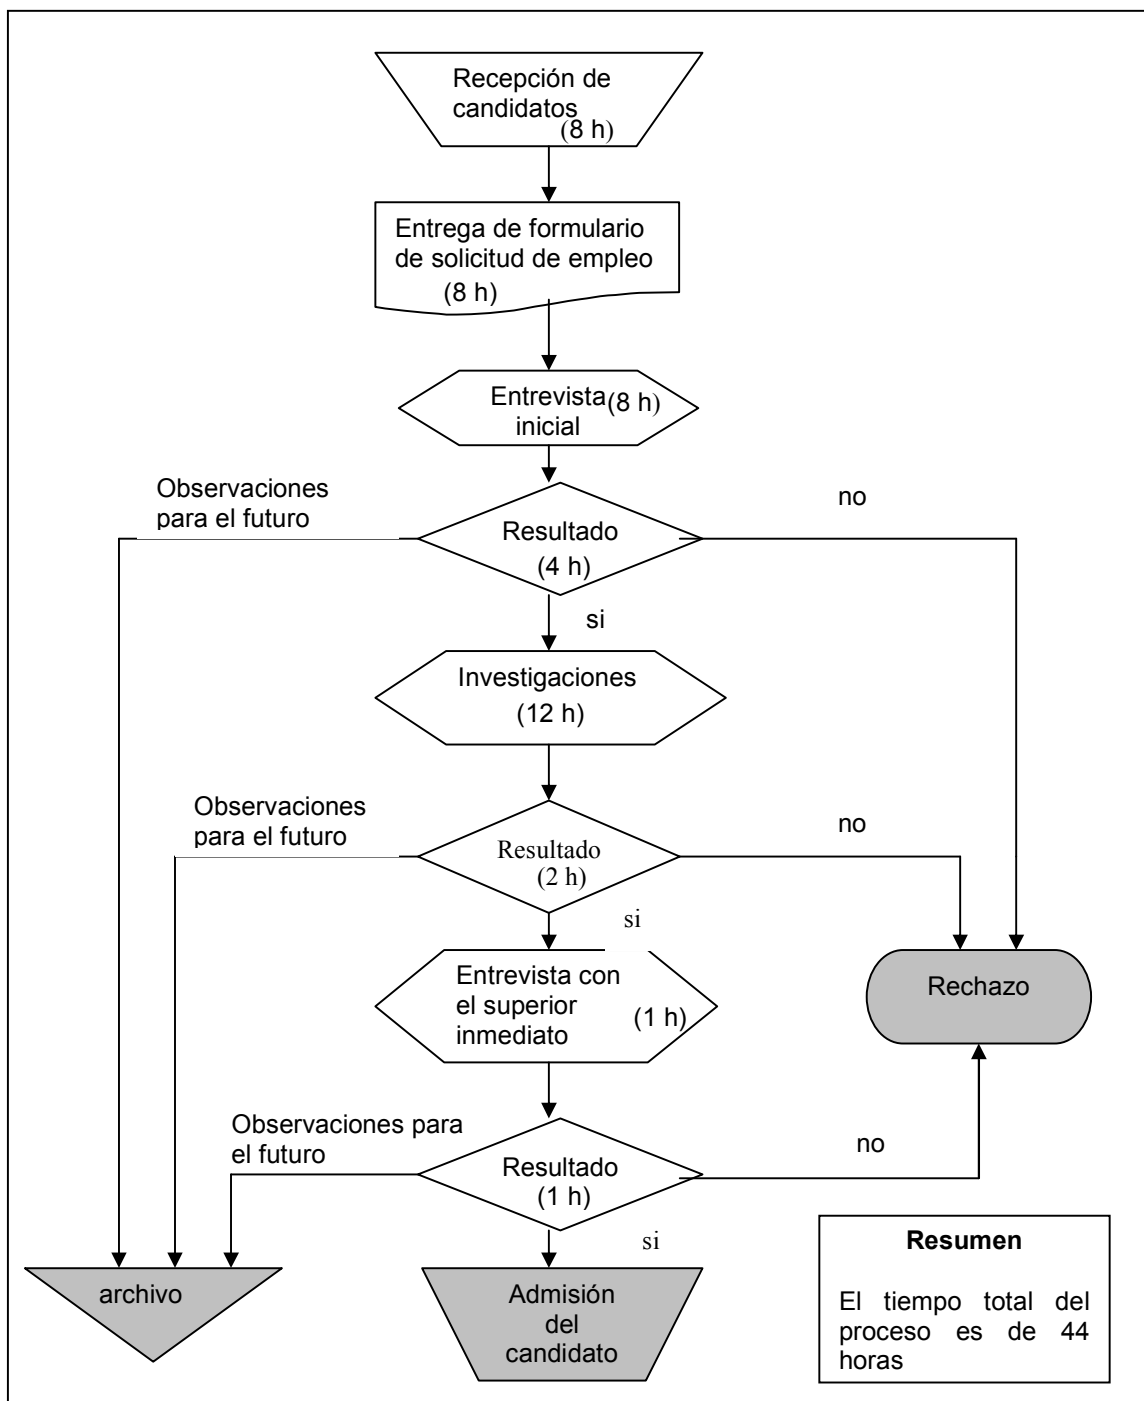 Recepción de
candidatos
(8 h)
Entrega de formulario
de solicitud de empleo
(8 h)
Entrevista (8 h)
inicial
Observaciones
para el futuro
no
Resultado
(4 h)
si
Investigaciones
(12 h)
Observaciones
para el futuro
no
Resultado
(2 h)
si
Entrevista con
el superior
inmediato
(1 h)
Rechazo
Observaciones para
el futuro
no
Resultado
(1 h)
si
archivo
Admisión
del
candidato
Resumen
El tiempo total del
proceso es de 44
horas